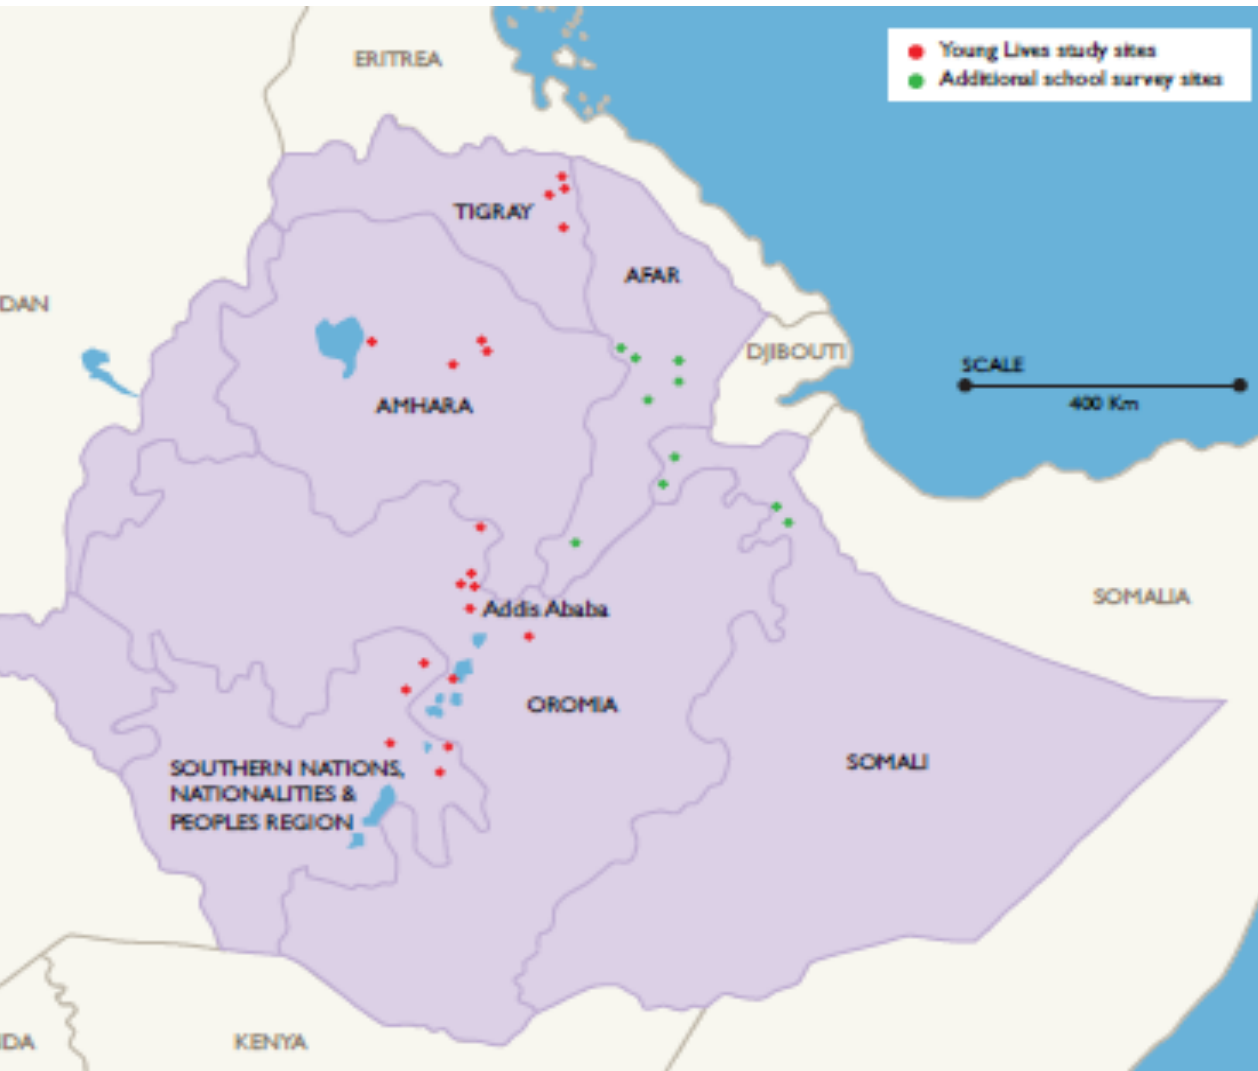 ERITREA
Young Lives study sites
Additional school survey sites
TIGRAY
AFAR
DAN
DJIBOUTI
SCALE
400 Km
AMHARA
SOMALIA
Addis Ababa
OROMIA
SOMALI
SOUTHERN NATIONS,
NATIONALITIES &
PEOPLES REGION
DA
KENYA